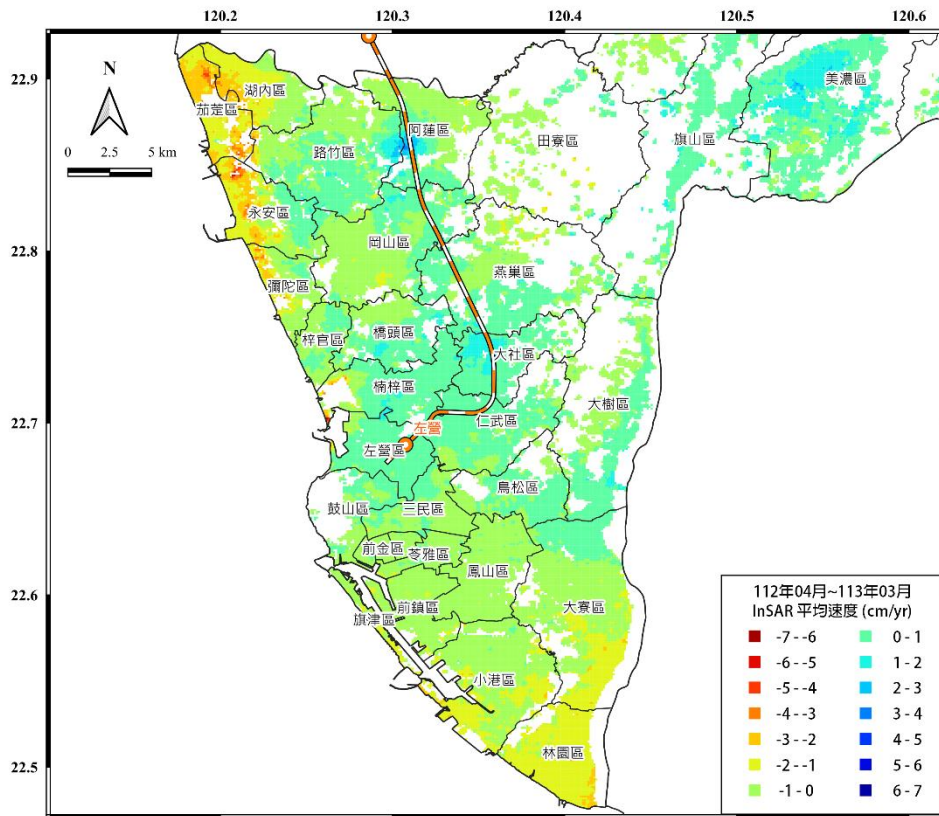 120.2 120.3 120.4 120.5 120.6
22.9
22.8
22.7
22.6
22.5
N
0 2.5 5 km
湖內區
茄萣區
美濃區
阿蓮區
路竹區
田寮區
旗山區
永安區
岡山區
燕巢區
彌陀區
梓官區
橋頭區
大社區
楠梓區
大樹區
左營
仁武區
左營區
鳥松區
鼓山區
三民區
前金區
苓雅區
鳳山區
前鎮區
旗津區
大寮區
小港區
林園區
112年04月~113年03月
InSAR 平均速度 (cm/yr)
-7 - -6 0 - 1
-6 - -5 1 - 2
-5 - -4 2 - 3
-4 - -3 3 - 4
-3 - -2 4 - 5
-2 - -1 5 - 6
-1 - 0 6 - 7